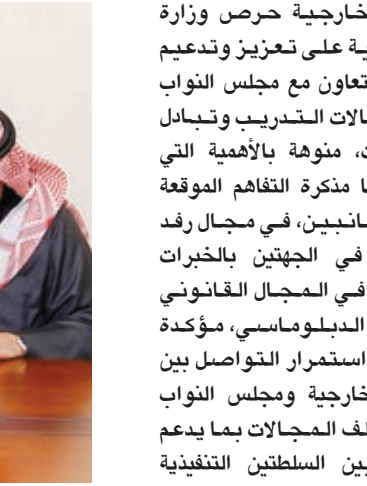 خارجية حرص وزارة
ية على تعزيز وتدعيم
تعاون مع مجلس النواب
الات التدريب وتبادل
ت، منوهة بالأهمية التي
ا مذكرة التفاهم الموقعة
انبين، في مجال رفد
في الجهتين بالخبرات
في المجال القانوني
الدبلوماسي، مؤكدة
استمرار التواصل بين
خارجية ومجلس النواب
لف المجالات بما يدعم
بين السلطتين التنفيذية